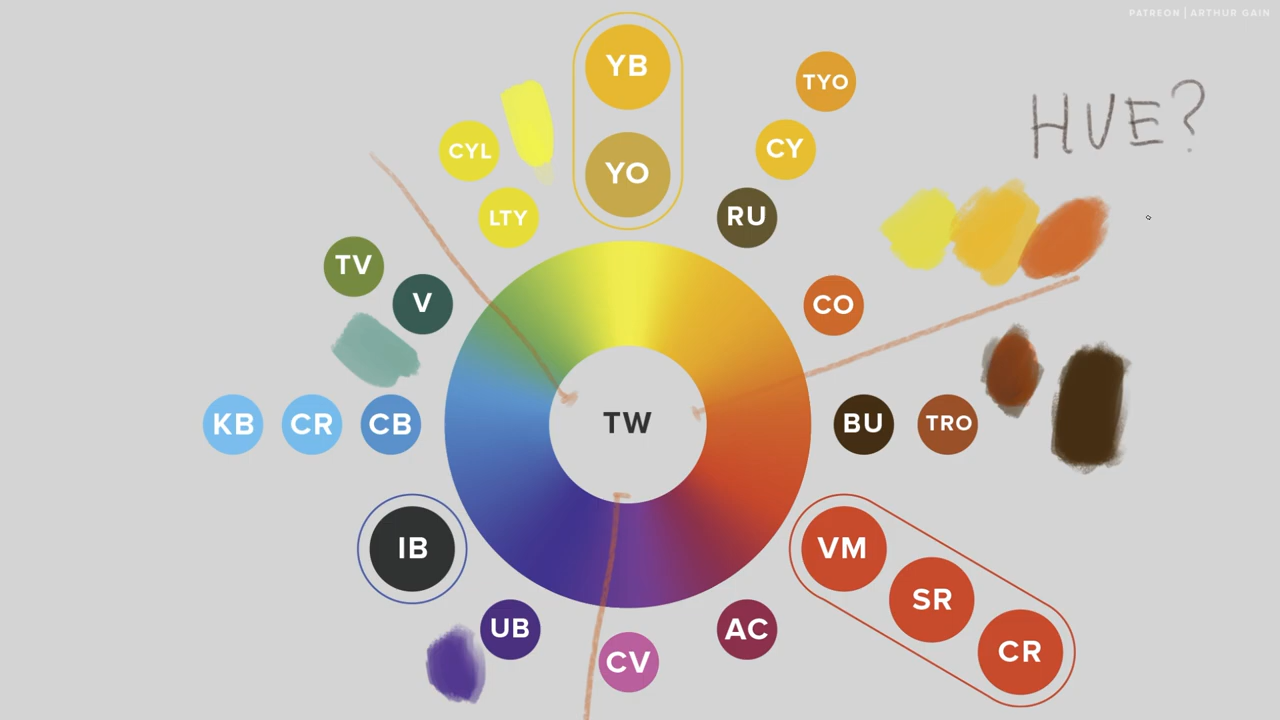 PATREON | ARTHUR GAIN
YB
TYO
HUE?
CYL
CY
YO
LTY
RU
TV
V
CO
KB
CR
CB
TW
BU
TRO
IB
VM
SR
UB
AC
CV
CR